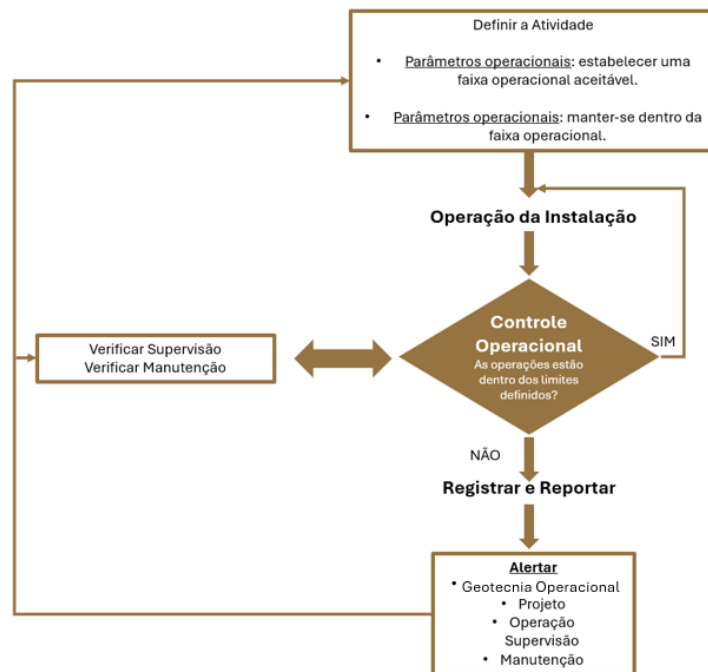 Definir a Atividade
• Parâmetros operacionais: estabelecer uma
faixa operacional aceitável.
• Parâmetros operacionais: manter-se dentro da
faixa operacional.
Operação da Instalação
Controle
Operacional
As operações estão
dentro dos limites
definidos?
SIM
Verificar Supervisão
Verificar Manutenção
NÃO
Registrar e Reportar
Alertar
• Geotecnia Operacional
• Projeto
• Operação
Supervisão
• Manutenção